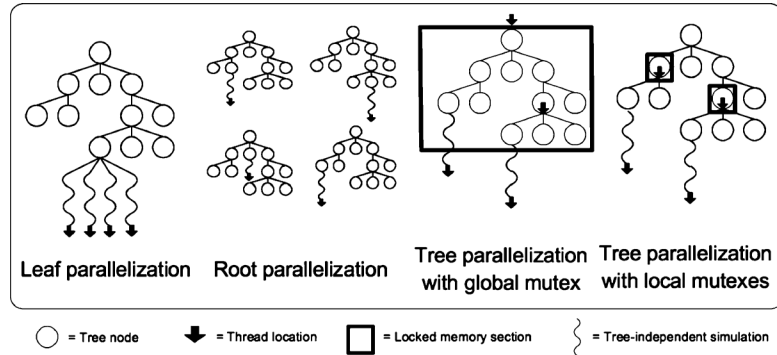 Leaf parallelization
Root parallelization
Tree parallelization
with global mutex
Tree parallelization
with local mutexes
= Tree node
= Thread location
= Locked memory section
= Tree-independent simulation